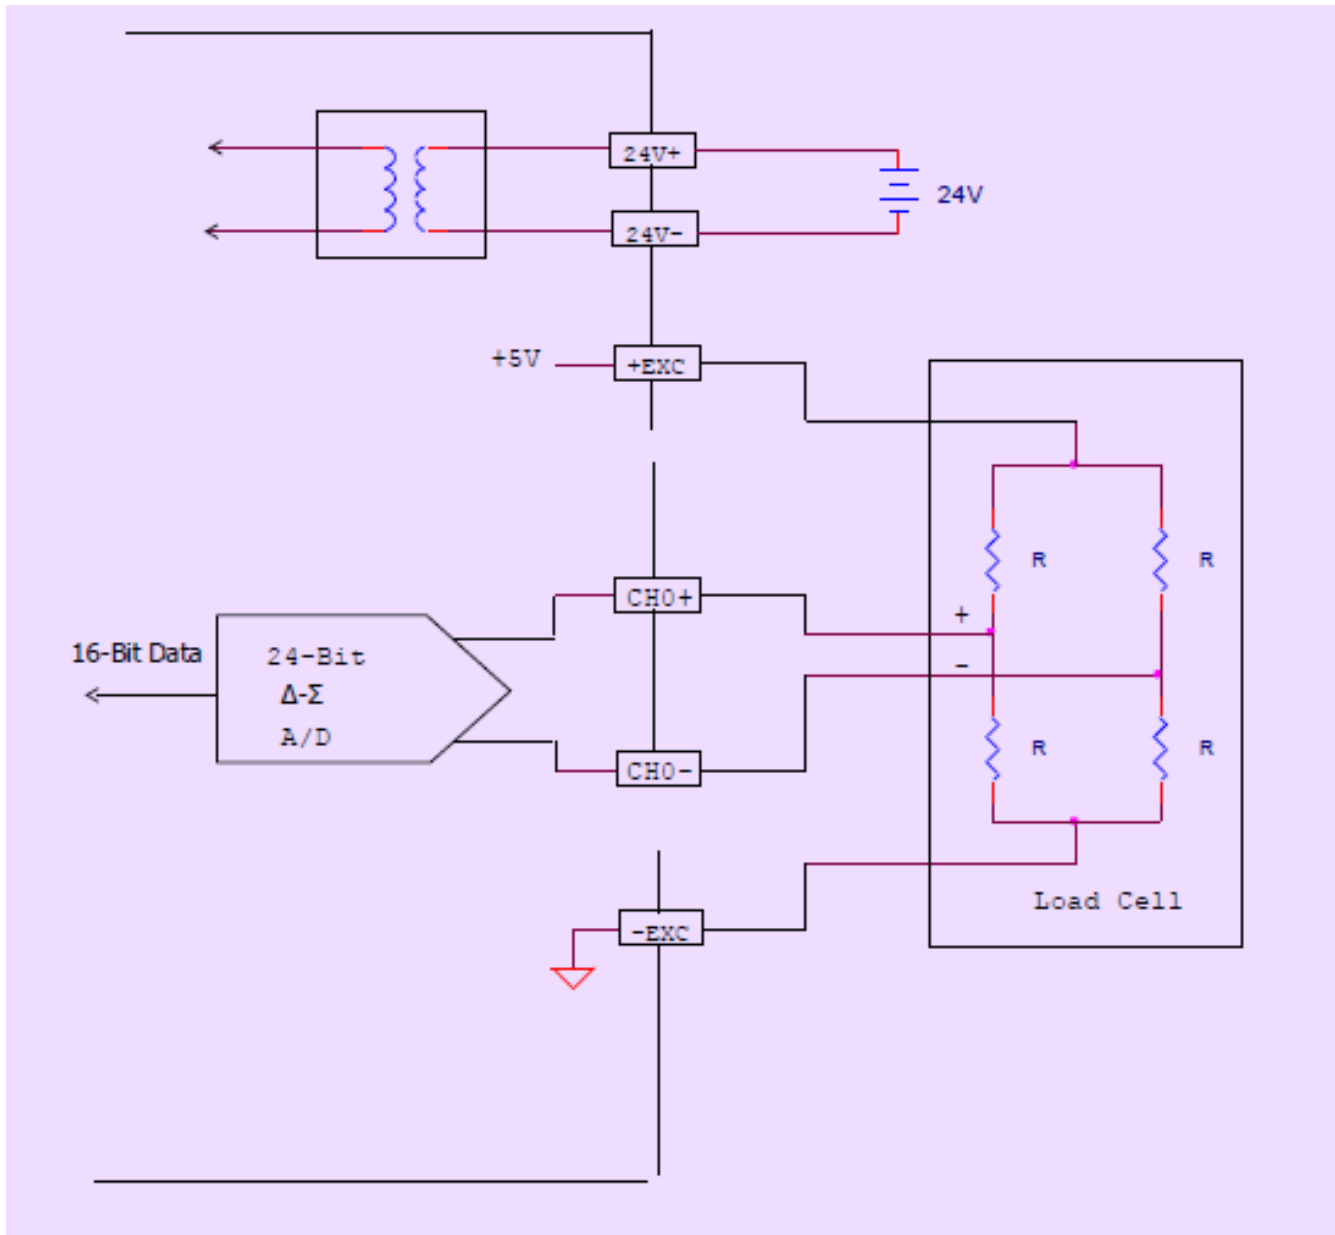 24V+
24V
24V-
+5V
+EXC
R
R
CH0+
+
16-Bit Data
24-Bit
-
Δ-Σ
A/D
R
R
CH0-
Load Cell
-EXC